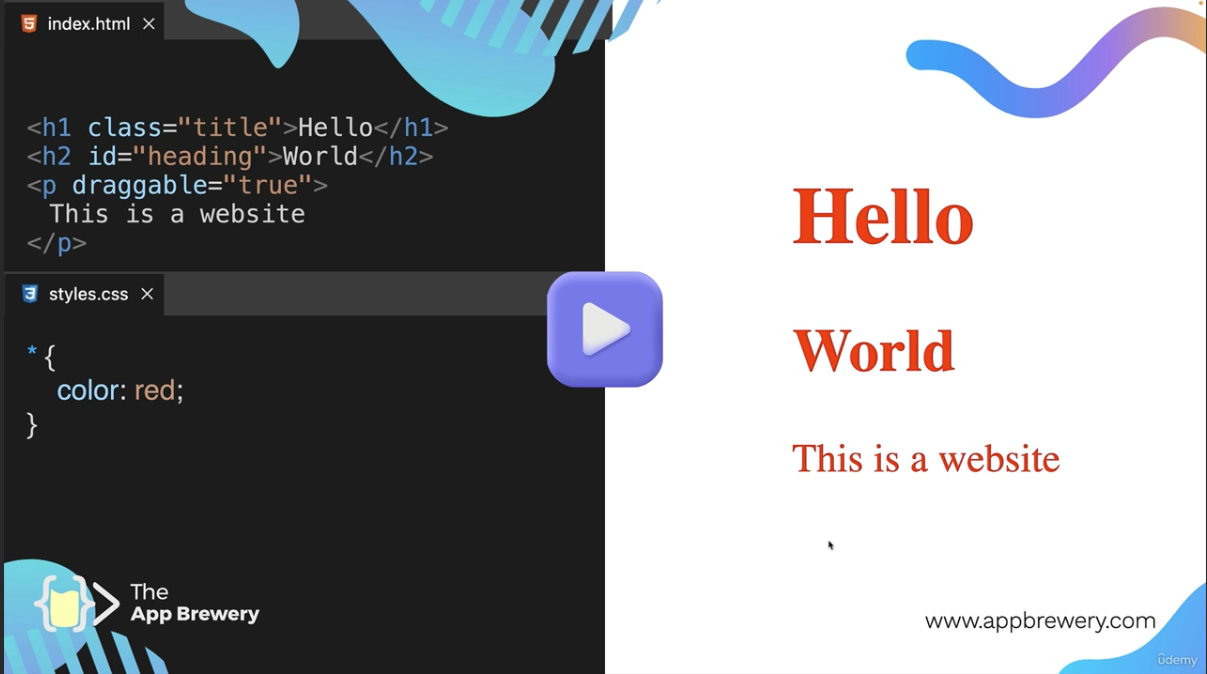 index.html
<h1 class="title">Hello</h1>
<h2 id="heading">World</h2>
<p draggable="true">
This is a website
</p>
styles.css
* {
color: red;
}
The
App Brewery
Hello
World
This is a website
www.appbrewery.com
ûdemy